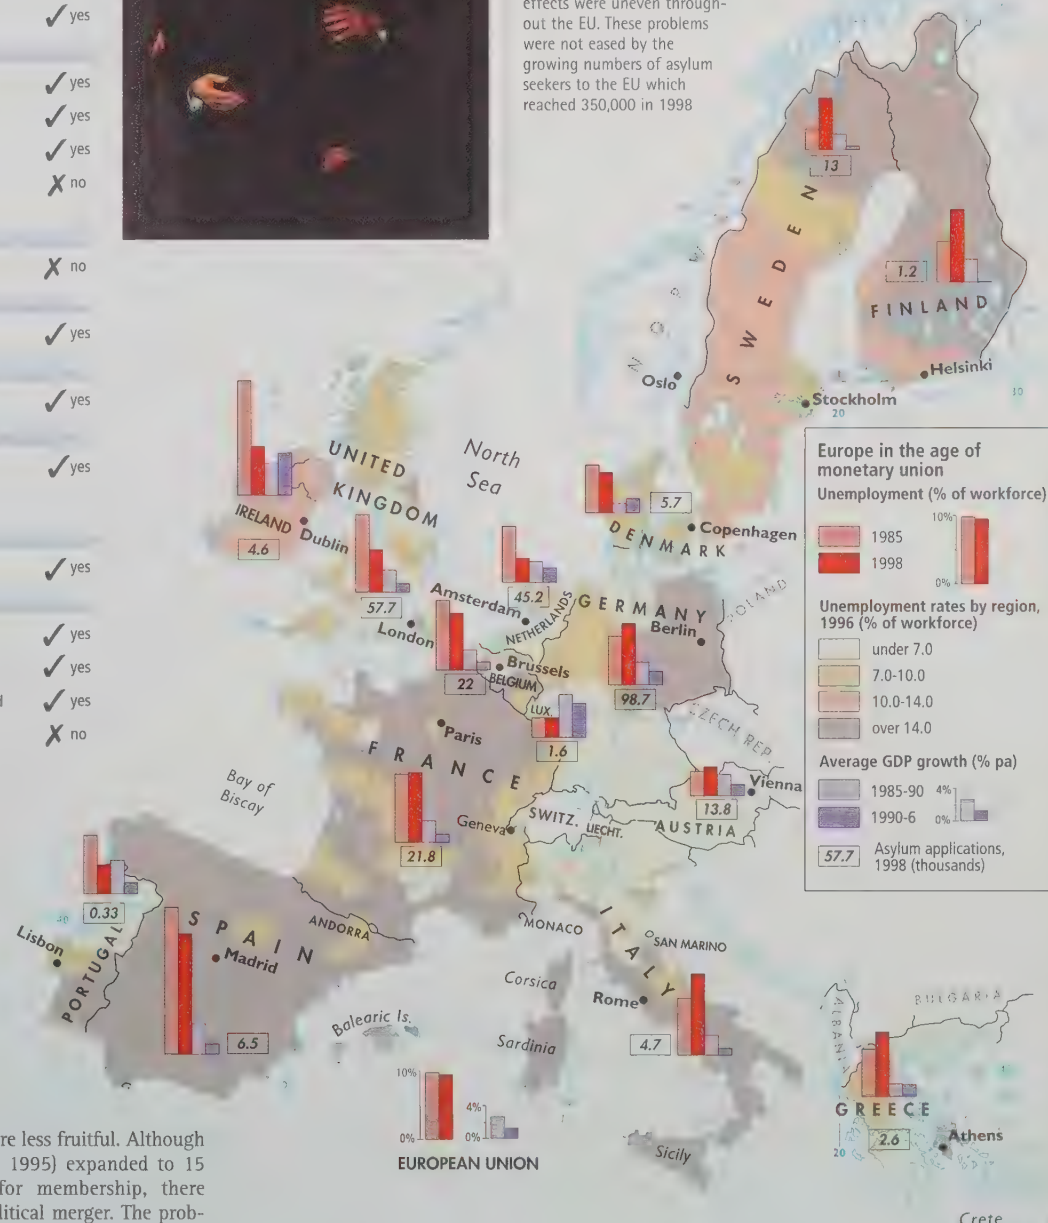 yes
yes
yes
yes
no
no
yes
yes
yes
yes
yes
yes
yes
no
effects were uneven through-
out the EU. These problems
were not eased by the
growing numbers of asylum
seekers to the EU which
reached 350,000 in 1998
13
1.2
SWEDEN
FINLAND
NORW
Oslo
Helsinki
Stockholm
20
10
North
Sea
UNITED
KINGDOM
IRELAND
Dublin
4.6
57.7
London
Amsterdam
45.2
NETHERLANDS
5.7
DENMARK
Copenhagen
GERMANY
Berlin
POLAND
98.7
22
Brussels
BELGIUM
LUX.
1.6
CZECH REP.
Paris
FRANCE
21.8
Bay of
Biscay
Geneva
SWITZ.
LIECHT.
AUSTRIA
Vienna
13.8
0.33
Lisbon
PORTUGAL
SPAIN
Madrid
6.5
ANDORRA
MONACO
ITALY
SAN MARINO
Corsica
Rome
4.7
Balearic Is.
Sardinia
Sicily
ALBANIA
BULGARIA
GREECE
2.6
Athens
20
Crete
10%
0%
4%
0%
EUROPEAN UNION
Europe in the age of
monetary union
Unemployment (% of workforce)
1985
1998
10%
0%
Unemployment rates by region,
1996 (% of workforce)
under 7.0
7.0-10.0
10.0-14.0
over 14.0
Average GDP growth (% pa)
1985-90
1990-6
4%
0%
57.7
Asylum applications,
1998 (thousands)
re less fruitful. Although
1995) expanded to 15
for membership, there
litical merger. The prob-